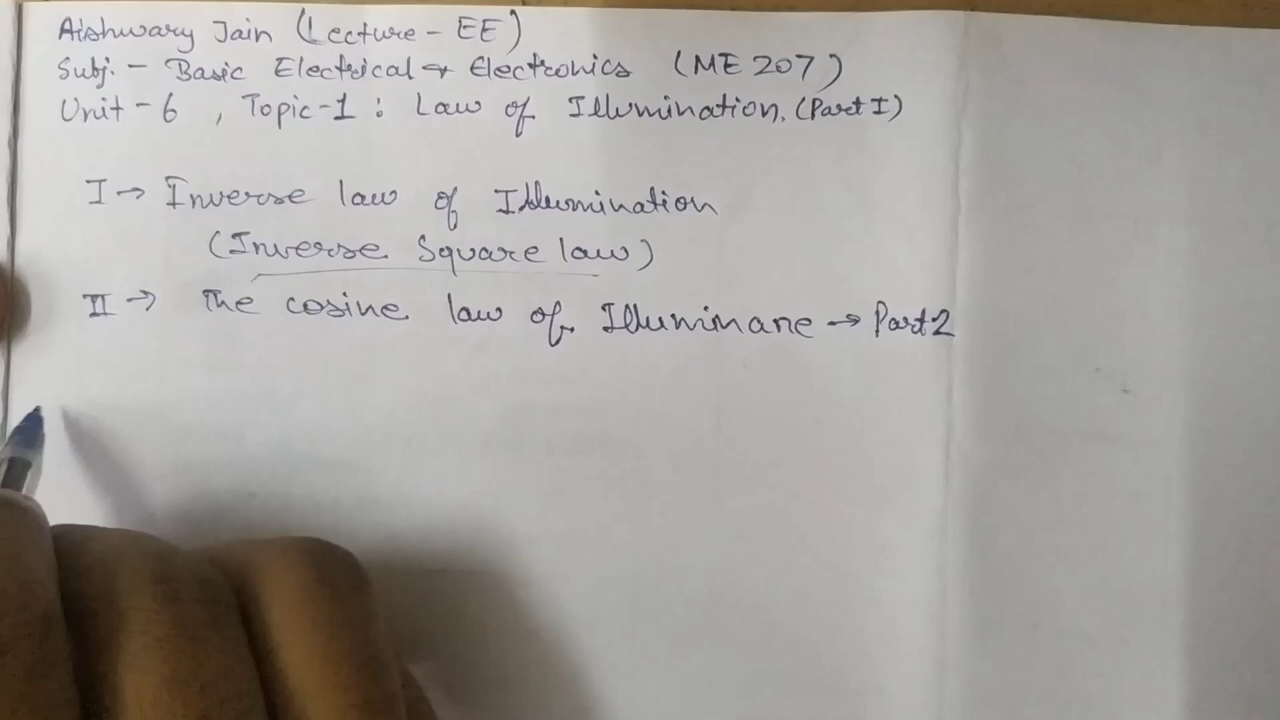 Aishwary Jain (Lecture - EE)
Subj. - Basic Electrical & Electronics (ME 207)
Unit - 6 , Topic - 1 : Law of Illumination. (Part I)
I → Inverse law of Illumination
(Inverse Square law)
II → The cosine law of Illuminane → Part 2